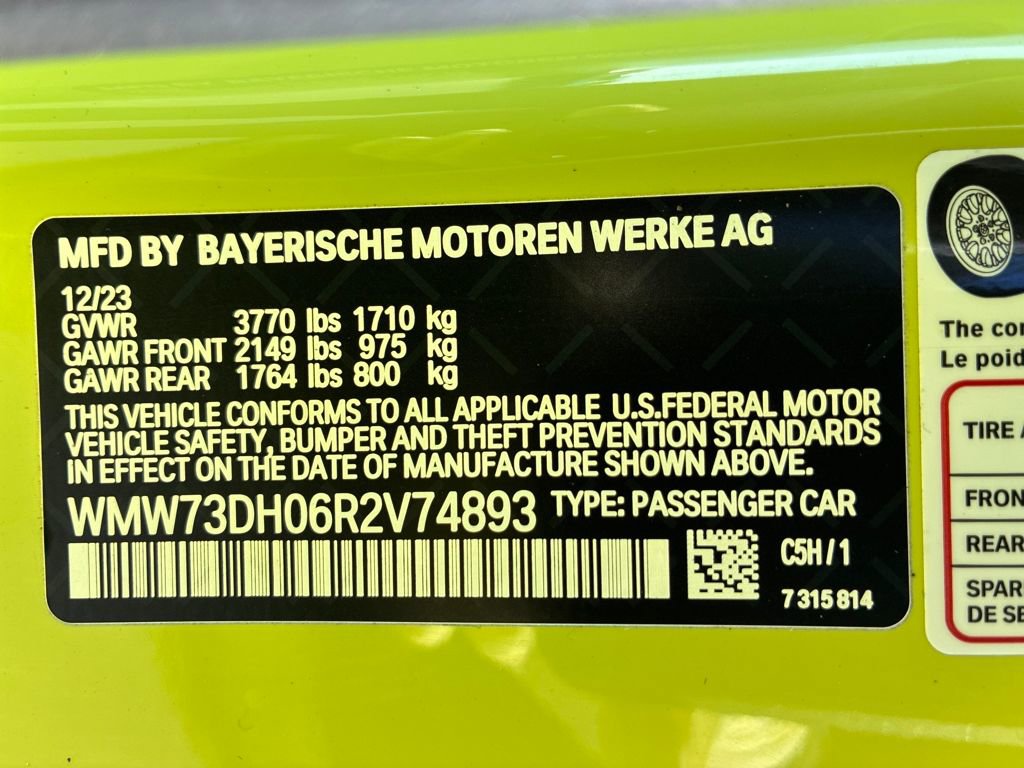 MFD BY BAYERISCHE MOTOREN WERKE AG
12/23
GVWR 3770 lbs 1710 kg
GAWR FRONT 2149 lbs 975 kg
GAWR REAR 1764 lbs 800 kg
THIS VEHICLE CONFORMS TO ALL APPLICABLE U.S.FEDERAL MOTOR
VEHICLE SAFETY, BUMPER AND THEFT PREVENTION STANDARDS
IN EFFECT ON THE DATE OF MANUFACTURE SHOWN ABOVE.
WMW73DH06R2V74893 TYPE: PASSENGER CAR
C5H/1
7 315 814
The
Le poid
TIRE
FRON
REAR
SPAR
DE SE